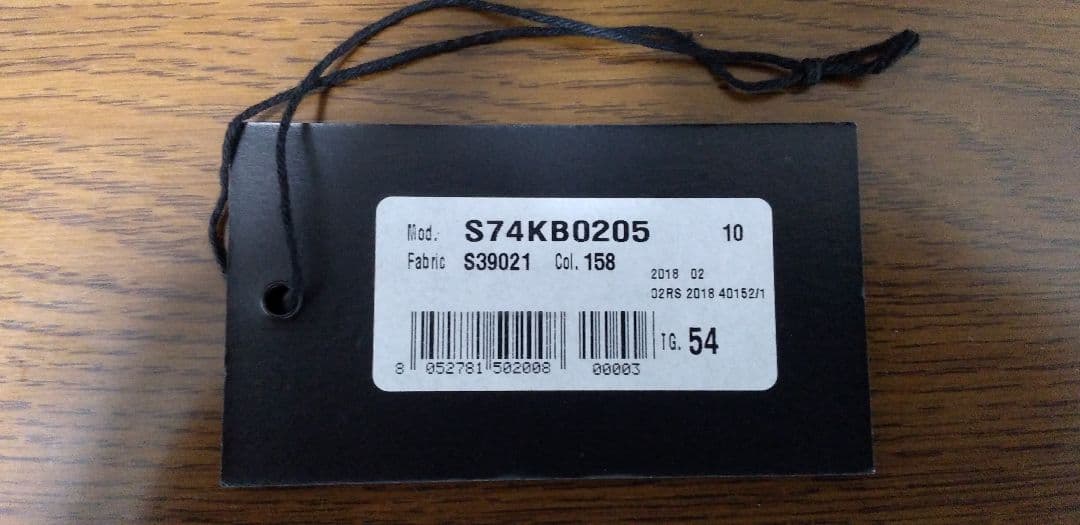 Mod. S74KB0205 10
Fabric S39021 Col. 158
2018 02
02RS 2018 40152/1
TG. 54
8 052781 502008 00003